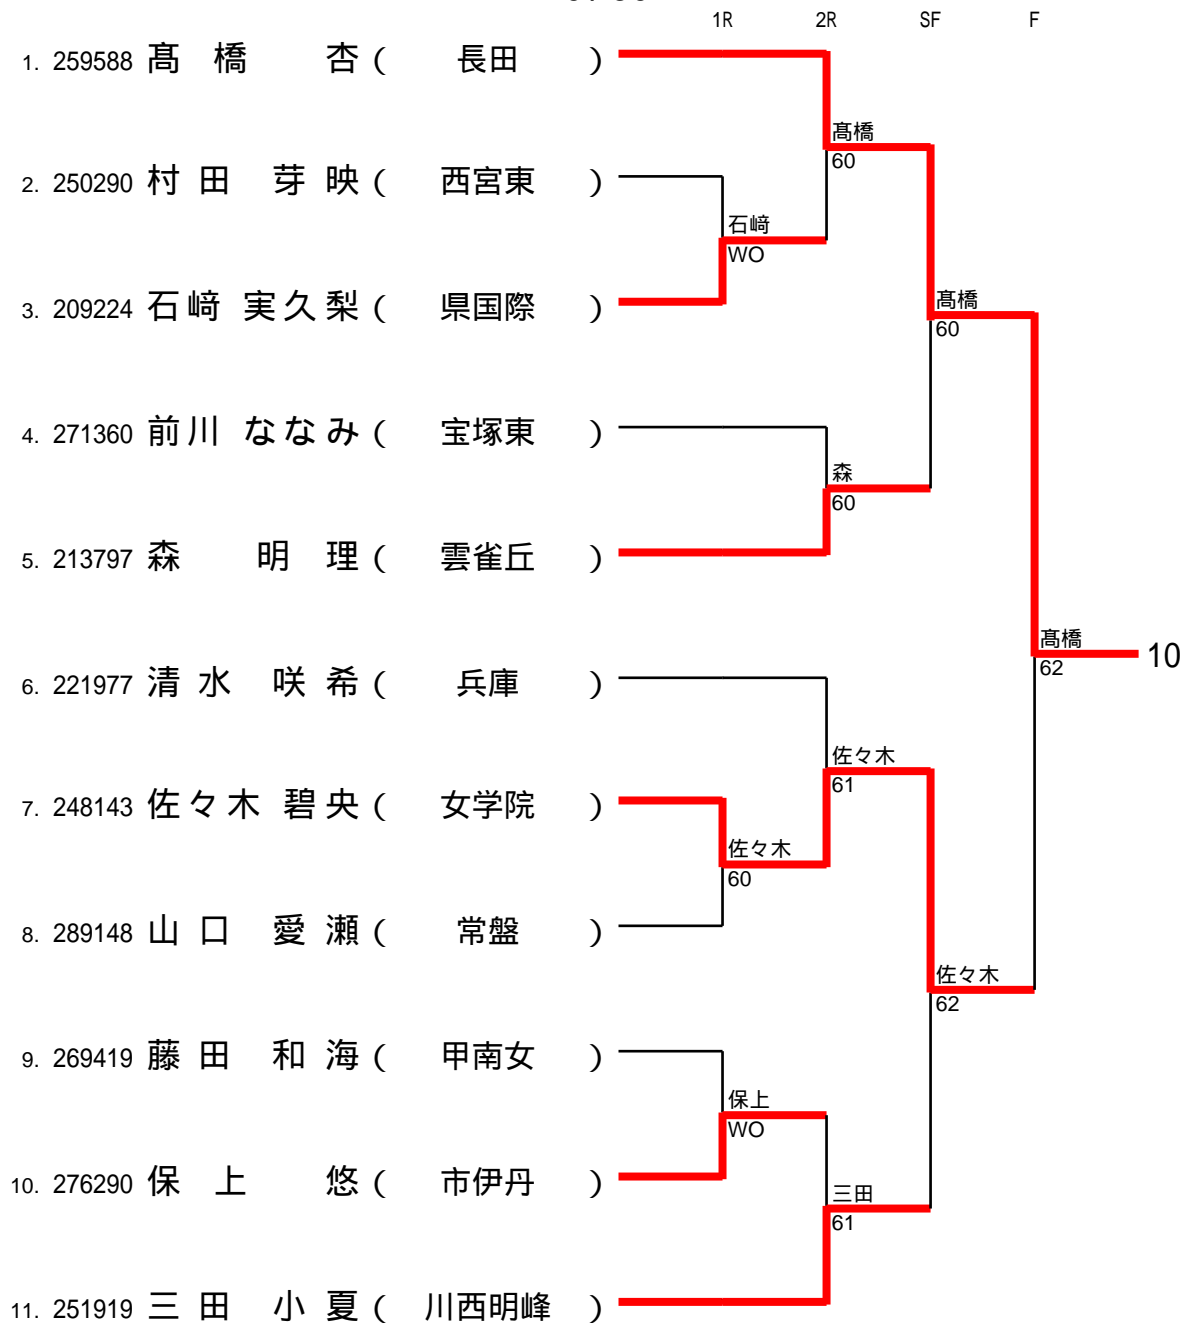 1R 2R SF F
1. 259588 髙橋 杏 ( 長田 )
髙橋
60
2. 250290 村田 芽映 ( 西宮東 )
石﨑
WO
3. 209224 石﨑 実久梨 ( 県国際 )
髙橋
60
4. 271360 前川 ななみ ( 宝塚東 )
森
60
5. 213797 森 明理 ( 雲雀丘 )
髙橋
62
10
6. 221977 清水 咲希 ( 兵庫 )
佐々木
61
7. 248143 佐々木 碧央 ( 女学院 )
佐々木
60
8. 289148 山口 愛瀬 ( 常盤 )
佐々木
62
9. 269419 藤田 和海 ( 甲南女 )
保上
WO
10. 276290 保上 悠 ( 市伊丹 )
三田
61
11. 251919 三田 小夏 ( 川西明峰 )